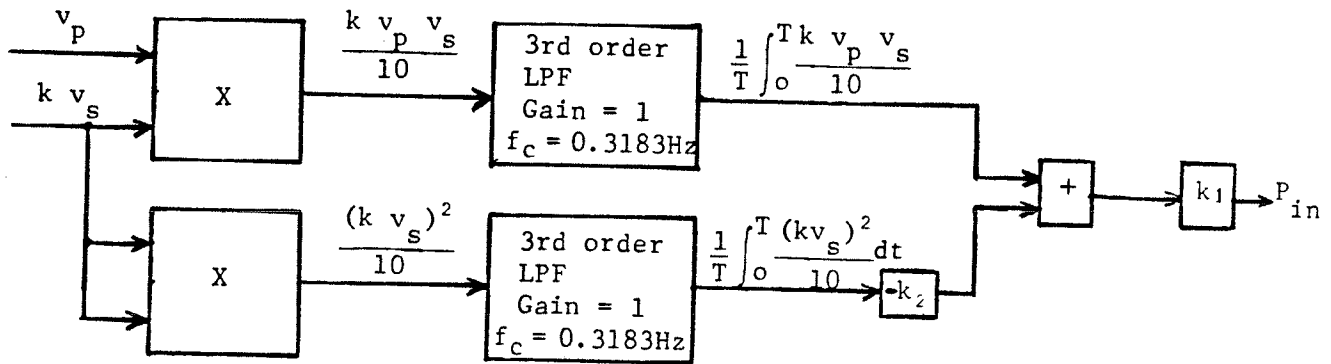 v_p
k v_s
X
k v_p v_s
10
3rd order
LPF
Gain = 1
f_c = 0.3183Hz
1/T ∫_o^T k v_p v_s / 10
+
k_1
P_in
X
(k v_s)^2
10
3rd order
LPF
Gain = 1
f_c = 0.3183Hz
1/T ∫_o^T (kv_s)^2 / 10 dt
-k_2